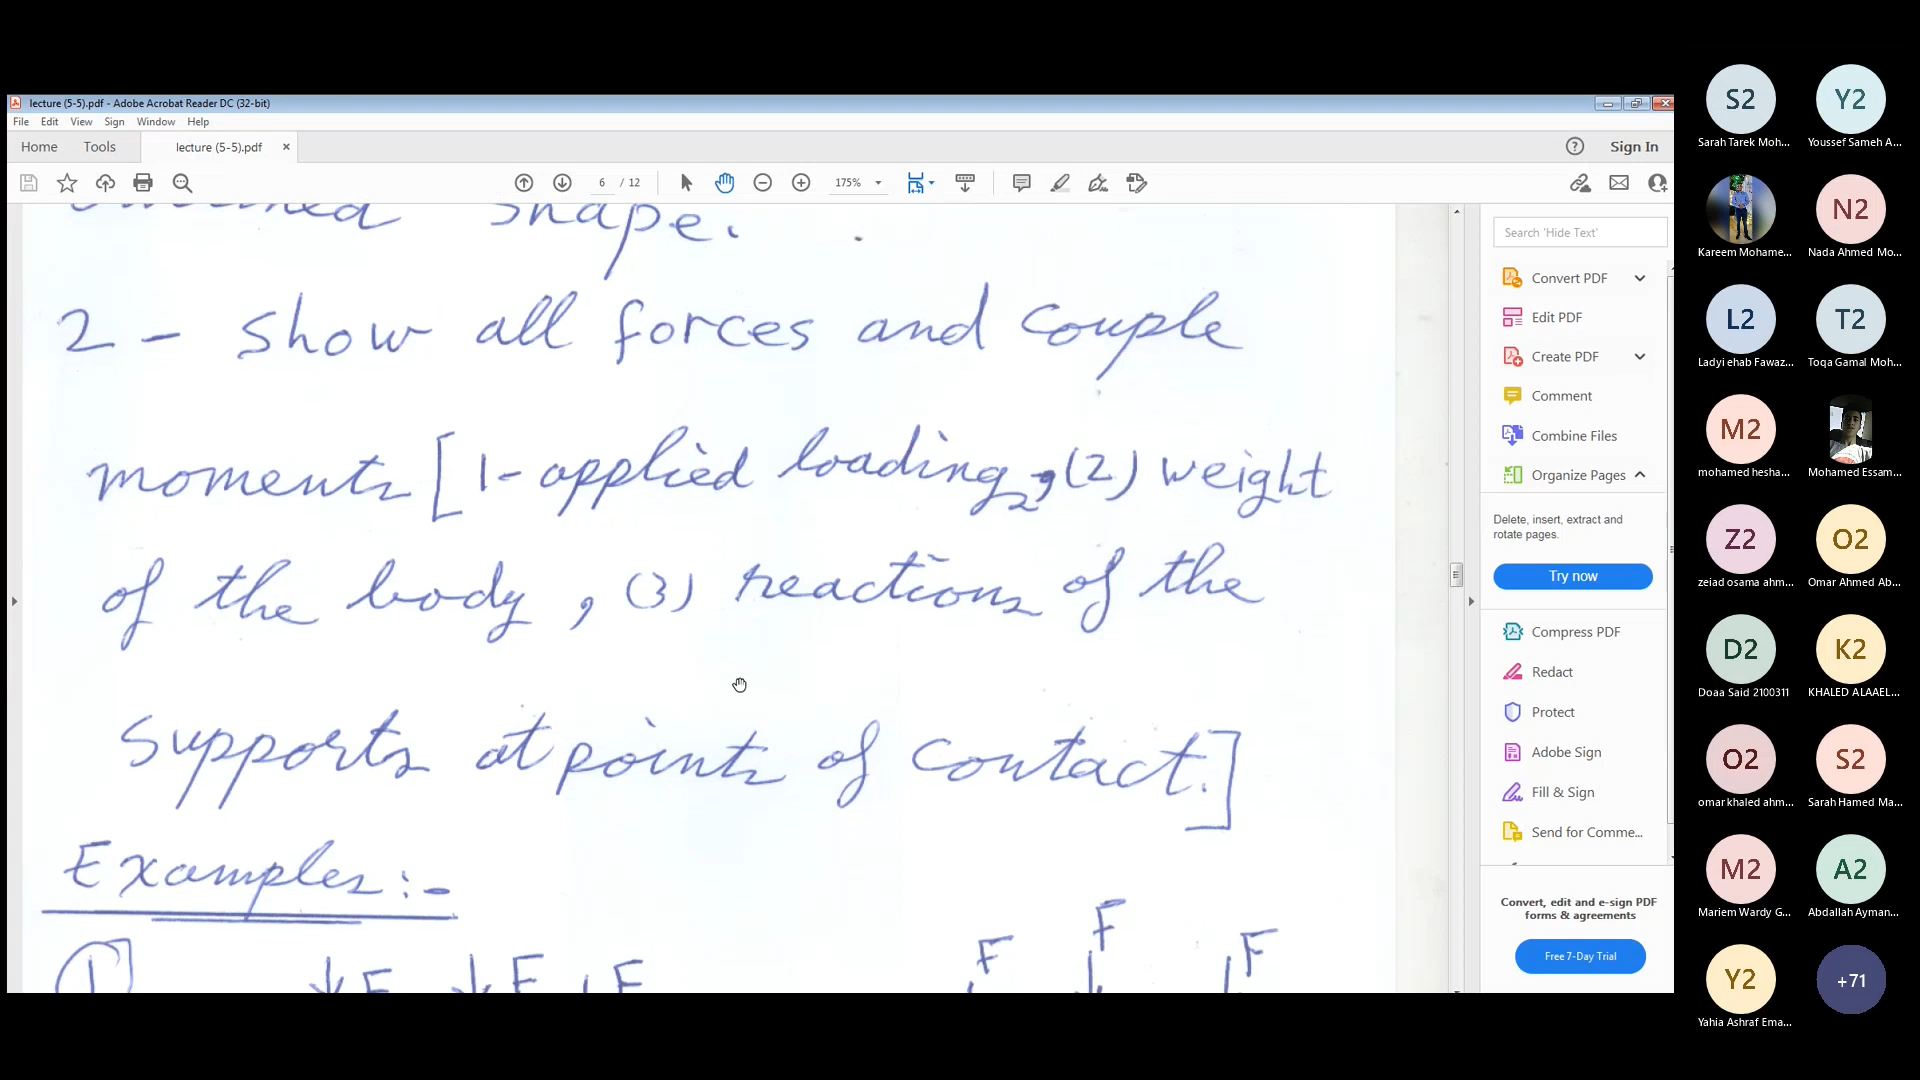 lecture (5-5).pdf - Adobe Acrobat Reader DC (32-bit)
File Edit View Sign Window Help
Home Tools lecture (5-5).pdf × Sign In
6 / 12 175%
shape.
2 - Show all forces and couple
moments [1-applied loading, (2) weight
of the body, (3) reactions of the
supports at points of contact.]
Examples:-
1
F F F F F F
Search 'Hide Text'
Convert PDF
Edit PDF
Create PDF
Comment
Combine Files
Organize Pages
Delete, insert, extract and
rotate pages.
Try now
Compress PDF
Redact
Protect
Adobe Sign
Fill & Sign
Send for Comme...
Convert, edit and e-sign PDF
forms & agreements
Free 7-Day Trial
S2 Y2
Sarah Tarek Moh... Youssef Sameh A...
N2
Kareem Mohame... Nada Ahmed Mo...
L2 T2
Ladyi ehab Fawaz... Toqa Gamal Moh...
M2
mohamed hesha... Mohamed Essam...
Z2 O2
zeiad osama ahm... Omar Ahmed Ab...
D2 K2
Doaa Said 2100311 KHALED ALAAEL...
O2 S2
omar khaled ahm... Sarah Hamed Ma...
M2 A2
Mariem Wardy G... Abdallah Ayman...
Y2 +71
Yahia Ashraf Ema...